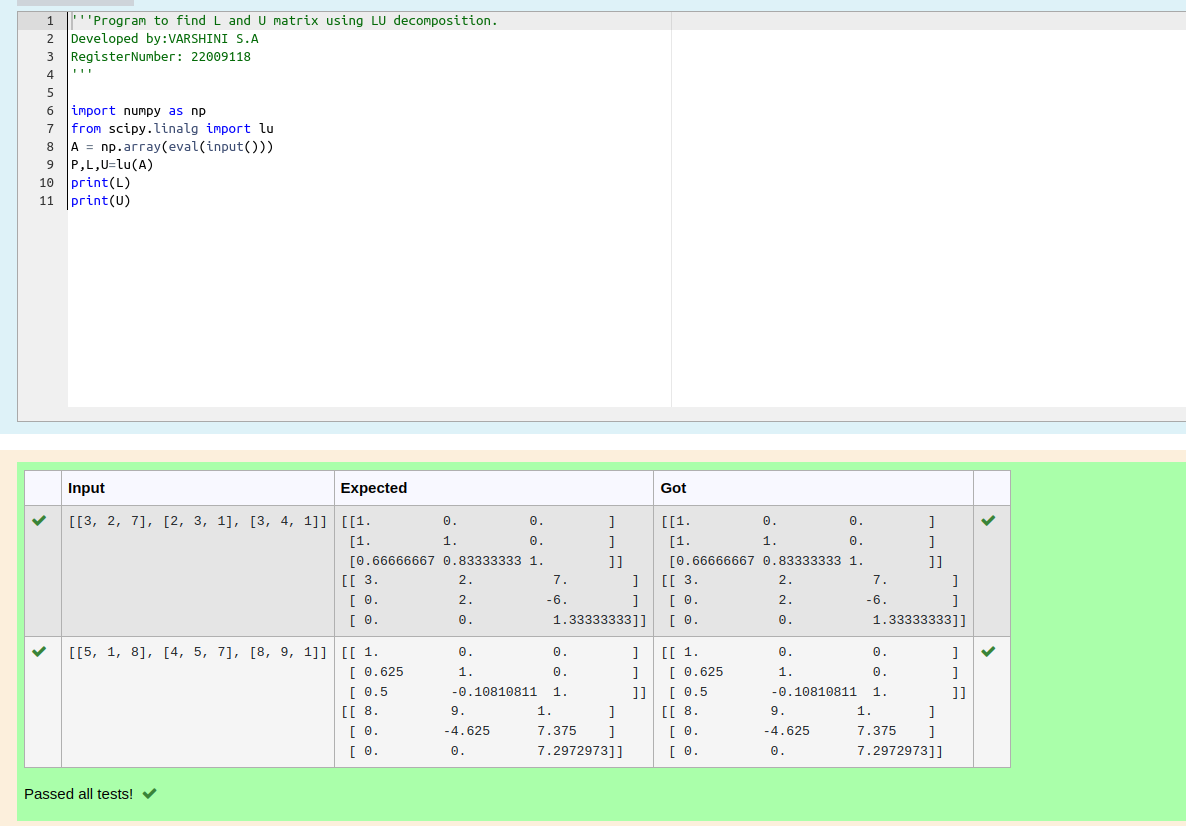 1 '''Program to find L and U matrix using LU decomposition.
2 Developed by:VARSHINI S.A
3 RegisterNumber: 22009118
4 '''
5
6 import numpy as np
7 from scipy.linalg import lu
8 A = np.array(eval(input()))
9 P,L,U=lu(A)
10 print(L)
11 print(U)
Input Expected Got
[[3, 2, 7], [2, 3, 1], [3, 4, 1]] [[1. 0. 0. ] [[1. 0. 0. ]
[1. 1. 0. ] [1. 1. 0. ]
[0.66666667 0.83333333 1. ]] [0.66666667 0.83333333 1. ]]
[[ 3. 2. 7. ] [[ 3. 2. 7. ]
[ 0. 2. -6. ] [ 0. 2. -6. ]
[ 0. 0. 1.33333333]] [ 0. 0. 1.33333333]]
[[5, 1, 8], [4, 5, 7], [8, 9, 1]] [[ 1. 0. 0. ] [[ 1. 0. 0. ]
[ 0.625 1. 0. ] [ 0.625 1. 0. ]
[ 0.5 -0.10810811 1. ]] [ 0.5 -0.10810811 1. ]]
[[ 8. 9. 1. ] [[ 8. 9. 1. ]
[ 0. -4.625 7.375 ] [ 0. -4.625 7.375 ]
[ 0. 0. 7.2972973]] [ 0. 0. 7.2972973]]
Passed all tests!